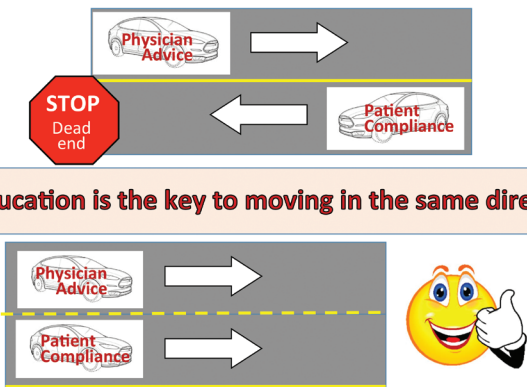 Physician
Advice
STOP
Dead
end
Patient
Compliance
ucation is the key to moving in the same dire
Physician
Advice
Patient
Compliance